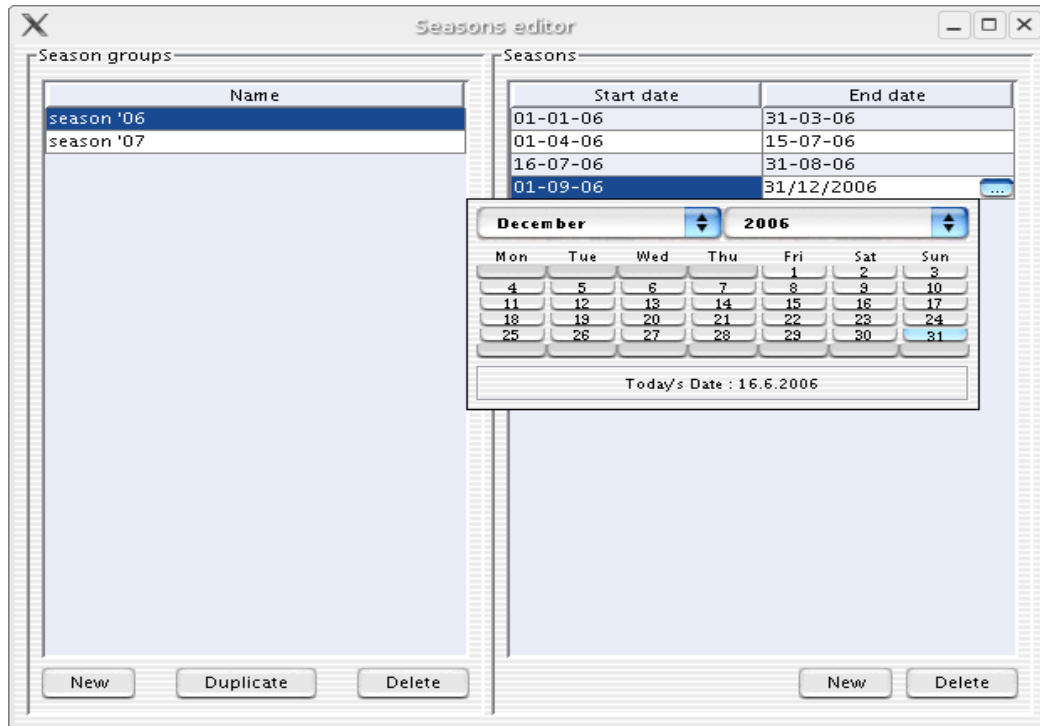 Seasons editor
Season groups
Name
season '06
season '07
New Duplicate Delete
Seasons
Start date End date
01-01-06 31-03-06
01-04-06 15-07-06
16-07-06 31-08-06
01-09-06 31/12/2006 ...
December 2006
Mon Tue Wed Thu Fri Sat Sun
1 2 3
4 5 6 7 8 9 10
11 12 13 14 15 16 17
18 19 20 21 22 23 24
25 26 27 28 29 30 31
Today's Date : 16.6.2006
New Delete